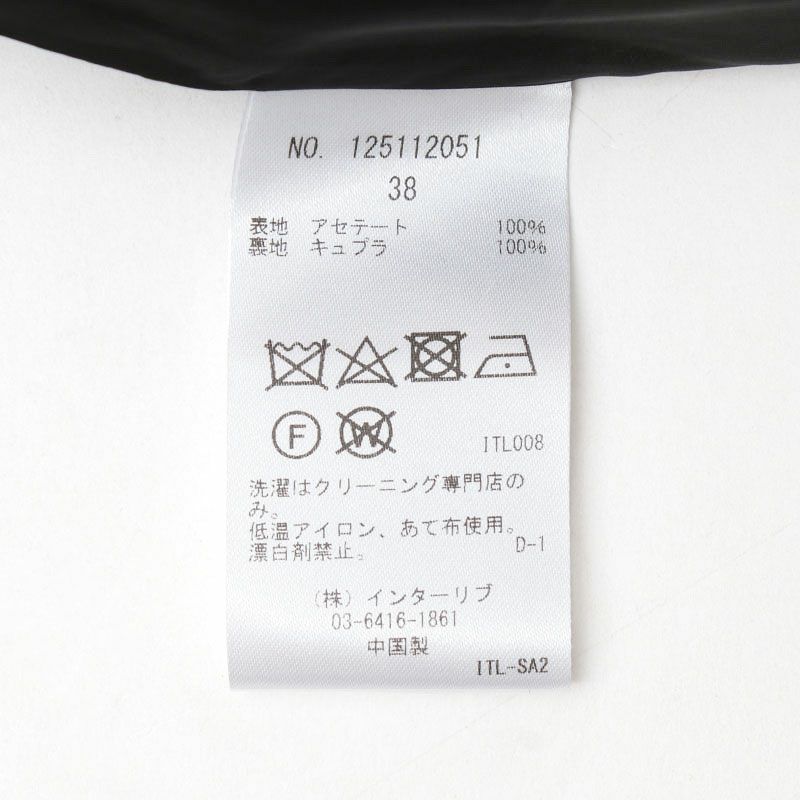 NO. 125112051
38
表地 アセテート 100%
裏地 キュプラ 100%
F W
ITL008
洗濯はクリーニング専門店の
み。
低温アイロン、あて布使用。
漂白剤禁止。 D-1
(株)インターリブ
03-6416-1861
中国製
ITL-SA2